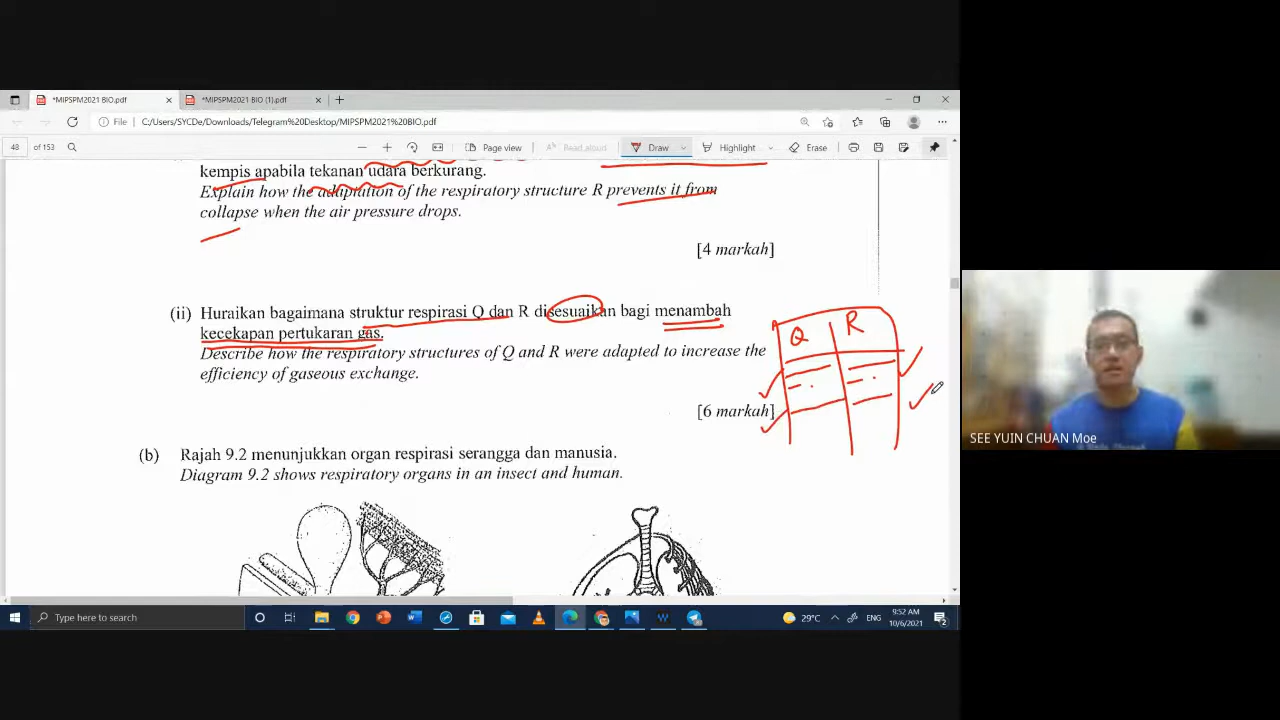 *MIPSPM2021 BIO.pdf
*MIPSPM2021 BIO (1).pdf
File C:/Users/SYCDe/Downloads/Telegram%20Desktop/MIPSPM2021%20BIO.pdf
48 of 153
Page view
Read aloud
Draw
Highlight
Erase
kempis apabila tekanan udara berkurang.
Explain how the adaptation of the respiratory structure R prevents it from
collapse when the air pressure drops.
[4 markah]
(ii) Huraikan bagaimana struktur respirasi Q dan R disesuaikan bagi menambah
kecekapan pertukaran gas.
Describe how the respiratory structures of Q and R were adapted to increase the
efficiency of gaseous exchange.
[6 markah]
Q R
(b) Rajah 9.2 menunjukkan organ respirasi serangga dan manusia.
Diagram 9.2 shows respiratory organs in an insect and human.
SEE YUIN CHUAN Moe
Type here to search
29°C
ENG
9:52 AM
10/6/2021
2